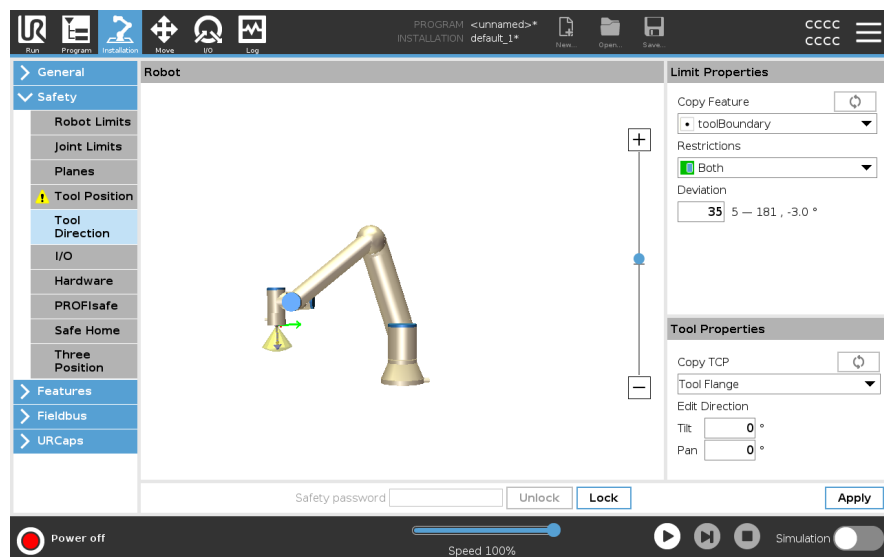 PROGRAM <unnamed>*
INSTALLATION default_1*
CCCC
CCCC
Run Program Installation Move I/O Log New... Open... Save...
General
Safety
Robot Limits
Joint Limits
Planes
Tool Position
Tool
Direction
I/O
Hardware
PROFIsafe
Safe Home
Three
Position
Features
Fieldbus
URCaps
Robot
Limit Properties
Copy Feature
toolBoundary
Restrictions
Both
Deviation
35 5 — 181 , -3.0 °
Tool Properties
Copy TCP
Tool Flange
Edit Direction
Tilt 0 °
Pan 0 °
Safety password Unlock Lock Apply
Power off
Speed 100%
Simulation